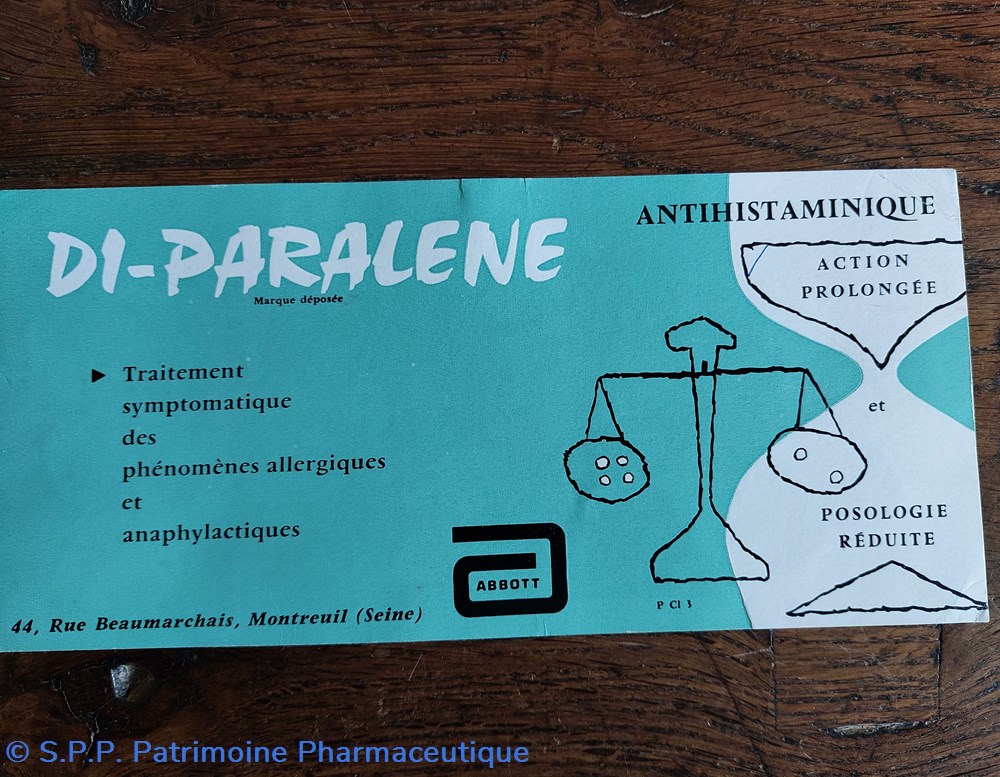 DI-PARALENE
Marque déposée
▶ Traitement
symptomatique
des
phénomènes allergiques
et
anaphylactiques
ABBOTT
44, Rue Beaumarchais, Montreuil (Seine)
ANTIHISTAMINIQUE
ACTION
PROLONGÉE
et
POSOLOGIE
RÉDUITE
P Cl 3
© S.P.P. Patrimoine Pharmaceutique